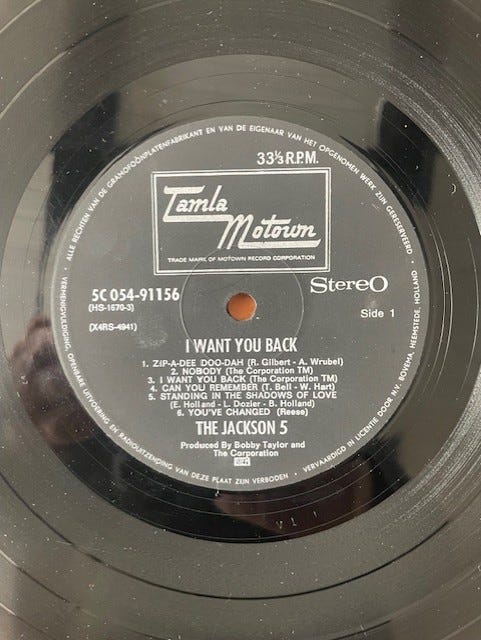 ALLE RECHTEN VAN DE GRAMOFOONPLATENFABRIKANT EN VAN DE EIGENAAR VAN HET OPGENOMEN WERK ZIJN GERESERVEERD •
33⅓ R.P.M.
Tamla
Motown
TRADE MARK OF MOTOWN RECORD CORPORATION
5C 054-91156
(HS-1670-3)
(X4RS-4941)
Stereo
Side 1
I WANT YOU BACK
1. ZIP-A-DEE DOO-DAH (R. Gilbert - A. Wrubel)
2. NOBODY (The Corporation TM)
3. I WANT YOU BACK (The Corporation TM)
4. CAN YOU REMEMBER (T. Bell - W. Hart)
5. STANDING IN THE SHADOWS OF LOVE
(E. Holland - L. Dozier - B. Holland)
6. YOU'VE CHANGED (Reese)
THE JACKSON 5
Produced By Bobby Taylor and
The Corporation
• VERMENIGVULDIGING, OPENBARE UITVOERING EN RADIOUITZENDING VAN DEZE PLAAT ZIJN VERBODEN •
VERVAARDIGD IN LICENTIE DOOR N.V. BOVEMA, HEEMSTEDE, HOLLAND •